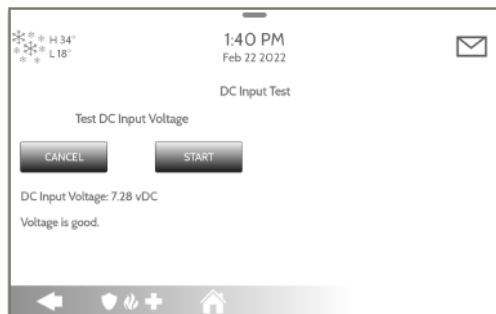 H 34°
L 18°
1:40 PM
Feb 22 2022
DC Input Test
Test DC Input Voltage
CANCEL
START
DC Input Voltage: 7.28 vDC
Voltage is good.